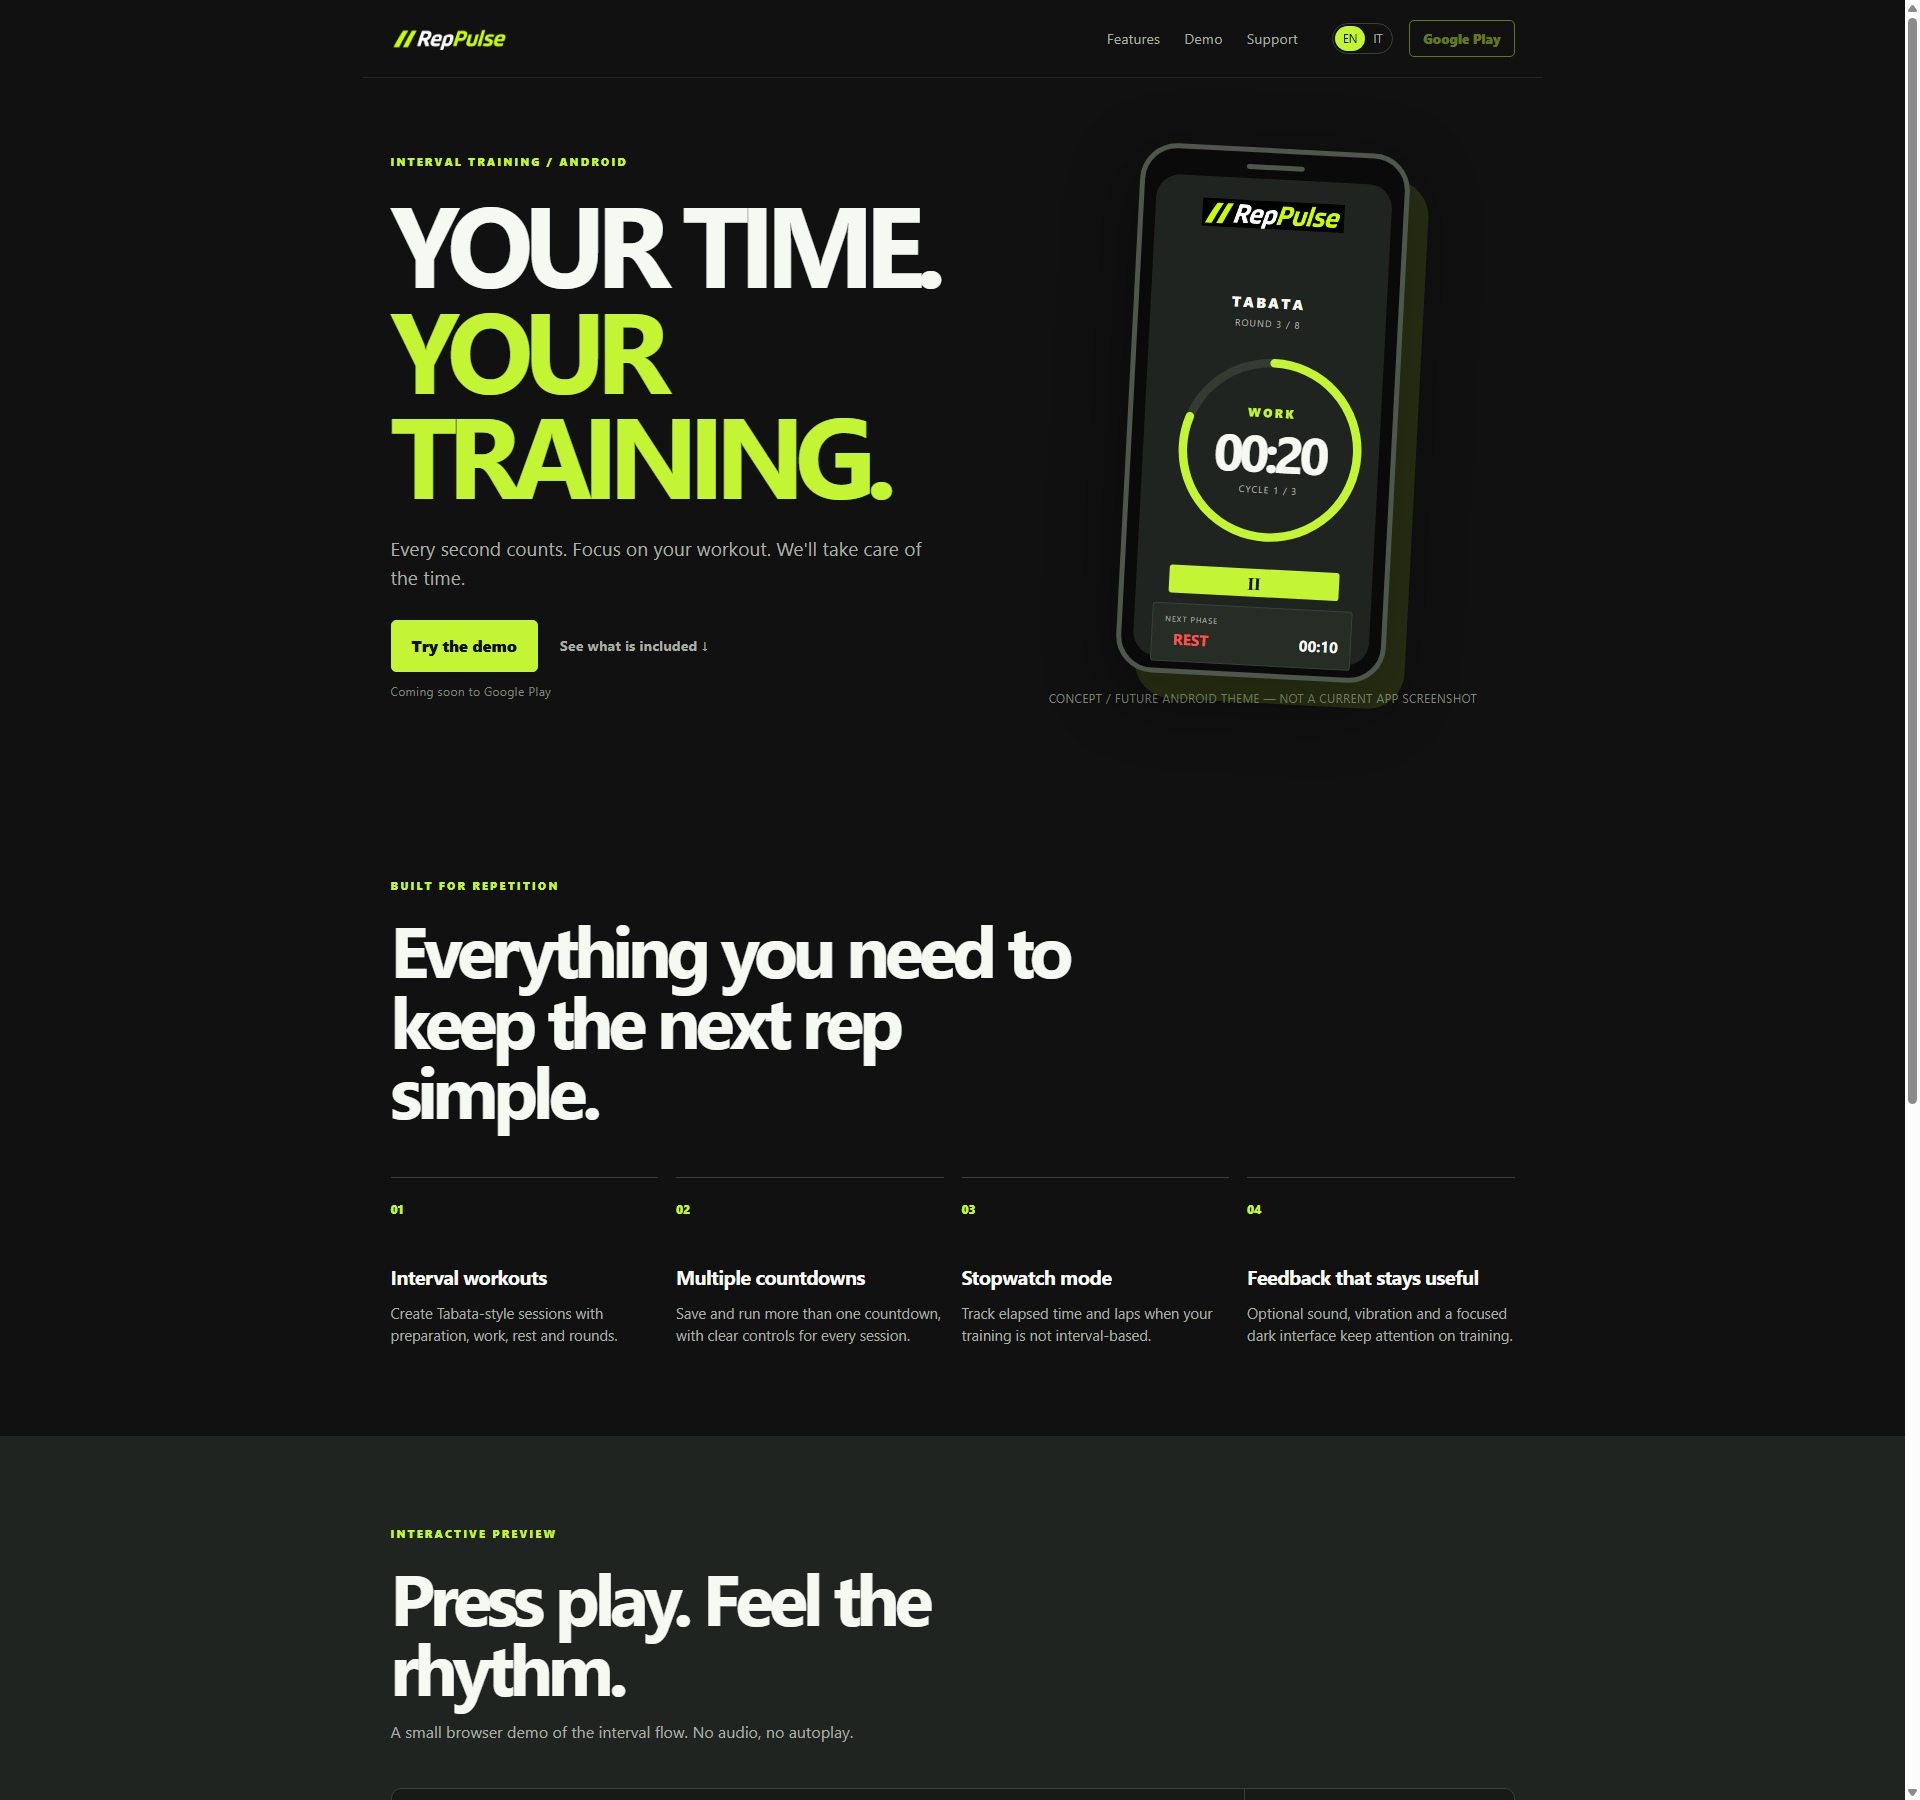 RepPulse
Features
Demo
Support
EN
IT
Google Play
INTERVAL TRAINING / ANDROID
YOUR TIME.
YOUR
TRAINING.
Every second counts. Focus on your workout. We'll take care of
the time.
Try the demo
See what is included ↓
Coming soon to Google Play
RepPulse
TABATA
ROUND 3 / 8
WORK
00:20
CYCLE 1 / 3
II
NEXT PHASE
REST
00:10
CONCEPT / FUTURE ANDROID THEME — NOT A CURRENT APP SCREENSHOT
BUILT FOR REPETITION
Everything you need to
keep the next rep
simple.
01
Interval workouts
Create Tabata-style sessions with
preparation, work, rest and rounds.
02
Multiple countdowns
Save and run more than one countdown,
with clear controls for every session.
03
Stopwatch mode
Track elapsed time and laps when your
training is not interval-based.
04
Feedback that stays useful
Optional sound, vibration and a focused
dark interface keep attention on training.
INTERACTIVE PREVIEW
Press play. Feel the
rhythm.
A small browser demo of the interval flow. No audio, no autoplay.